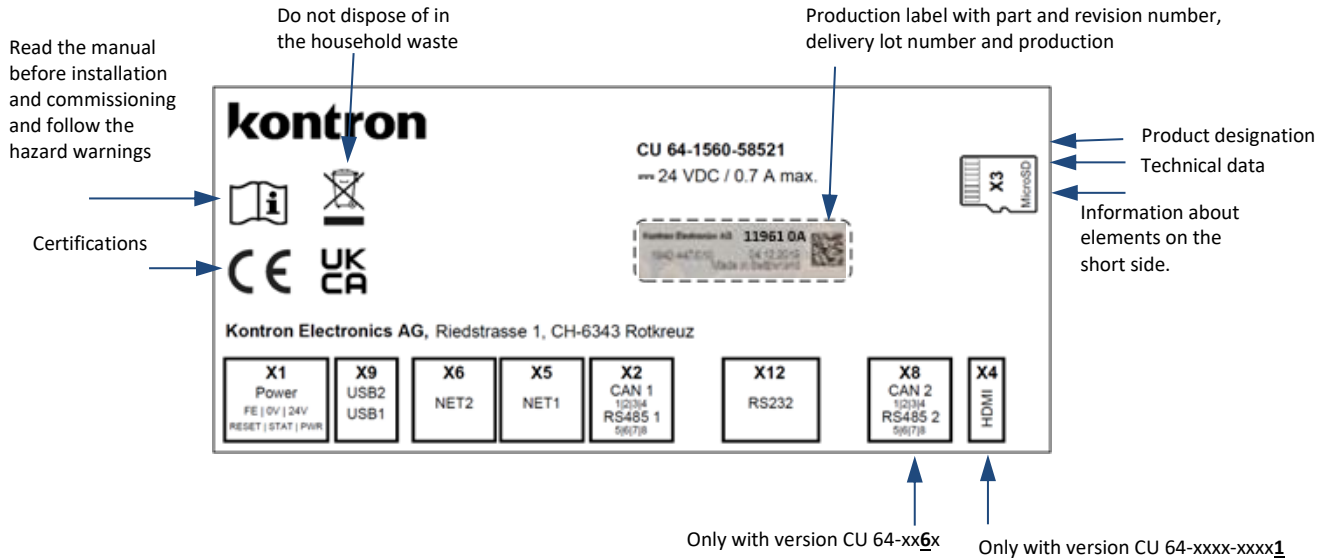 Do not dispose of in
the household waste
Production label with part and revision number,
delivery lot number and production
Read the manual
before installation
and commissioning
and follow the
hazard warnings
Certifications
kontron
CU 64-1560-58521
24 VDC / 0.7 A max.
Kontron Electronics AG 11961 0A
04.12.2019
Made in Switzerland
X3
MicroSD
Product designation
Technical data
Information about
elements on the
short side.
CE UK
CA
Kontron Electronics AG, Riedstrasse 1, CH-6343 Rotkreuz
X1
Power
FE | 0V | 24V
RESET | STAT | PWR
X9
USB2
USB1
X6
NET2
X5
NET1
X2
CAN 1
1|2|3|4
RS485 1
5|6|7|8
X12
RS232
X8
CAN 2
1|2|3|4
RS485 2
5|6|7|8
X4
HDMI
Only with version CU 64-xx6x
Only with version CU 64-xxxx-xxxx1